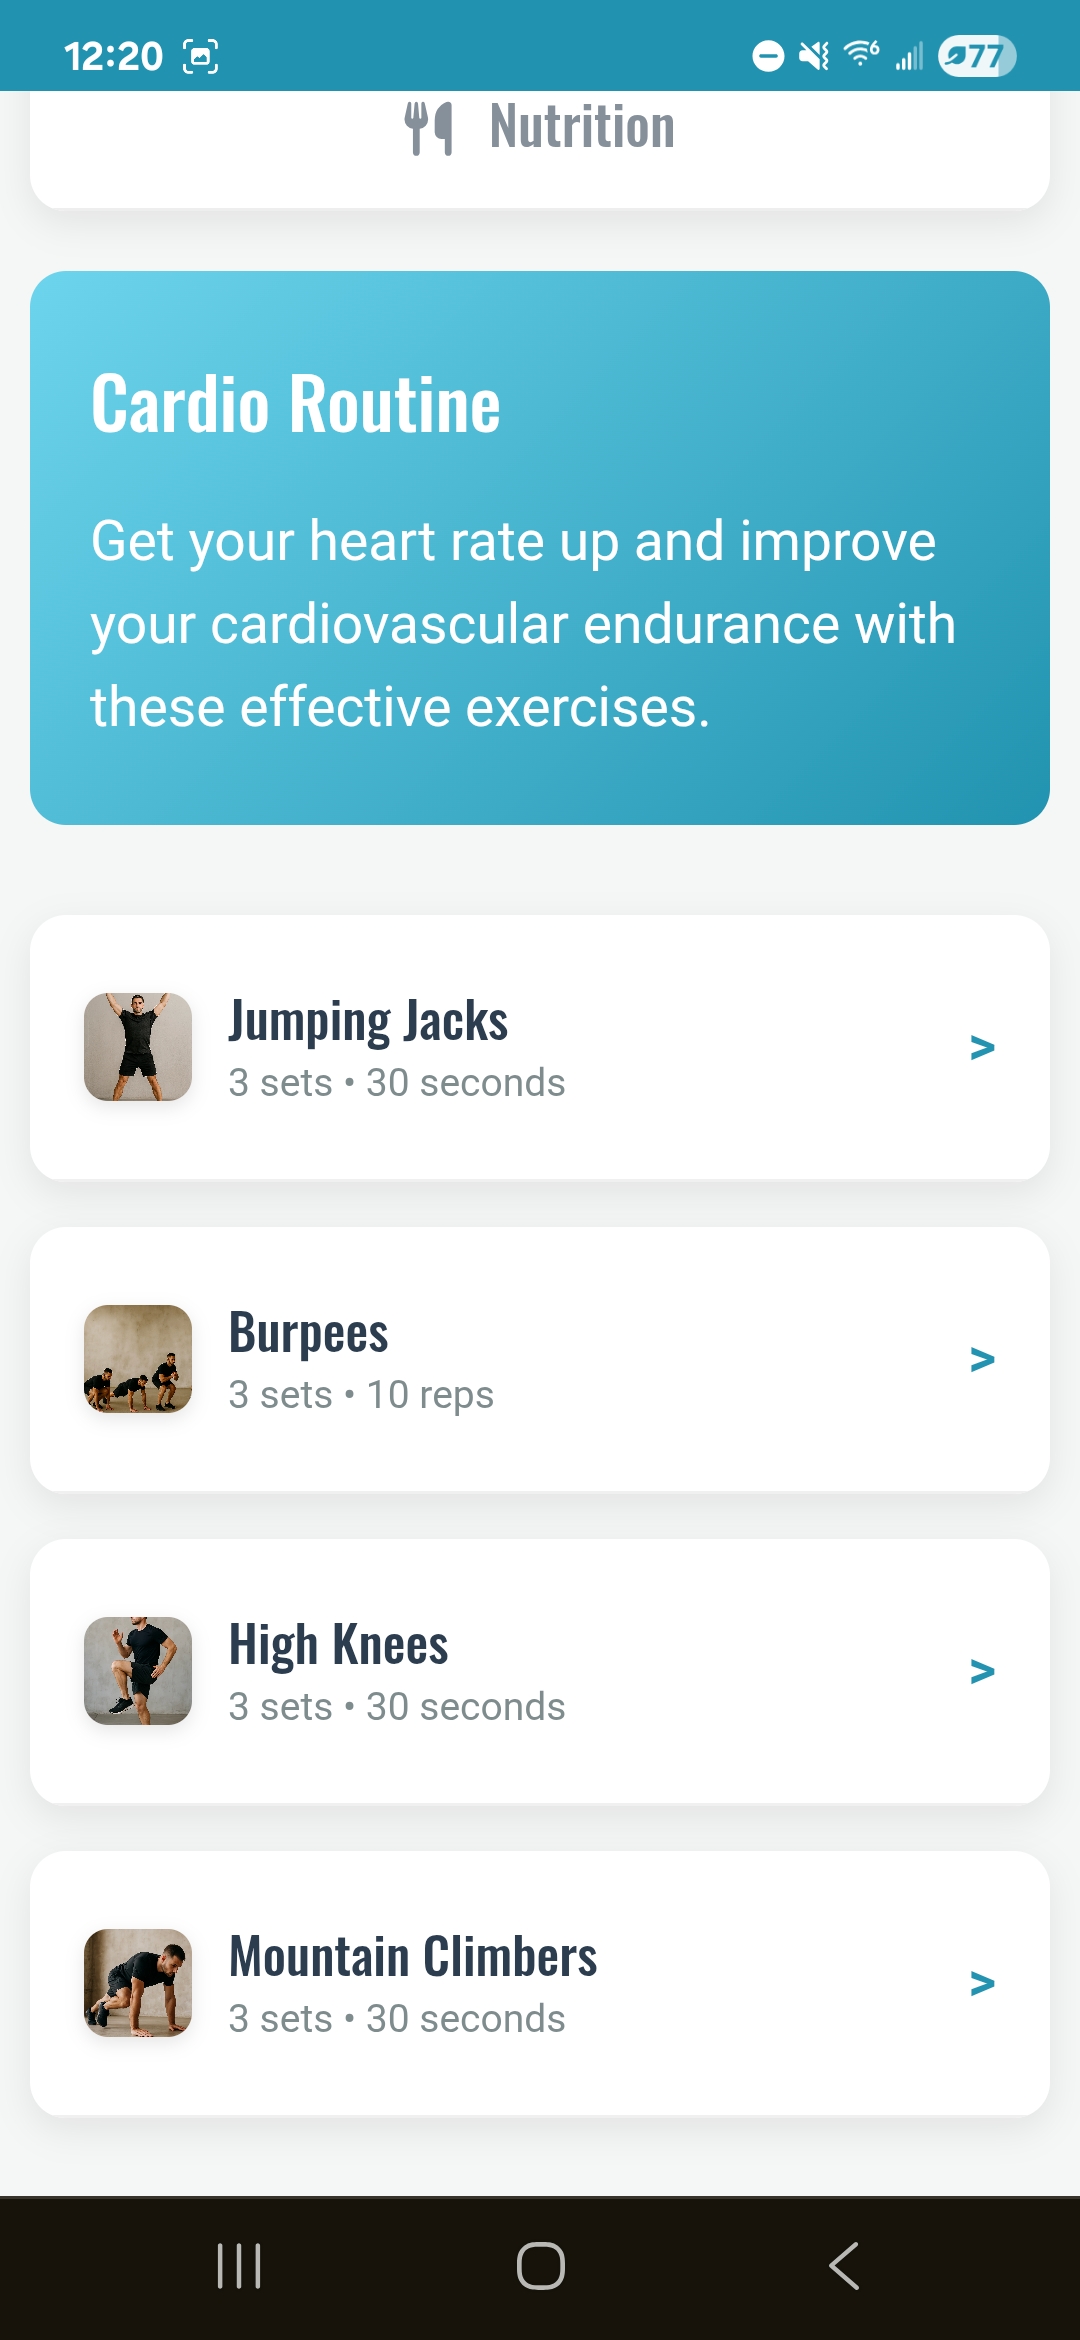 12:20
6
77
Nutrition
Cardio Routine
Get your heart rate up and improve
your cardiovascular endurance with
these effective exercises.
Jumping Jacks
3 sets • 30 seconds
>
Burpees
3 sets • 10 reps
>
High Knees
3 sets • 30 seconds
>
Mountain Climbers
3 sets • 30 seconds
>